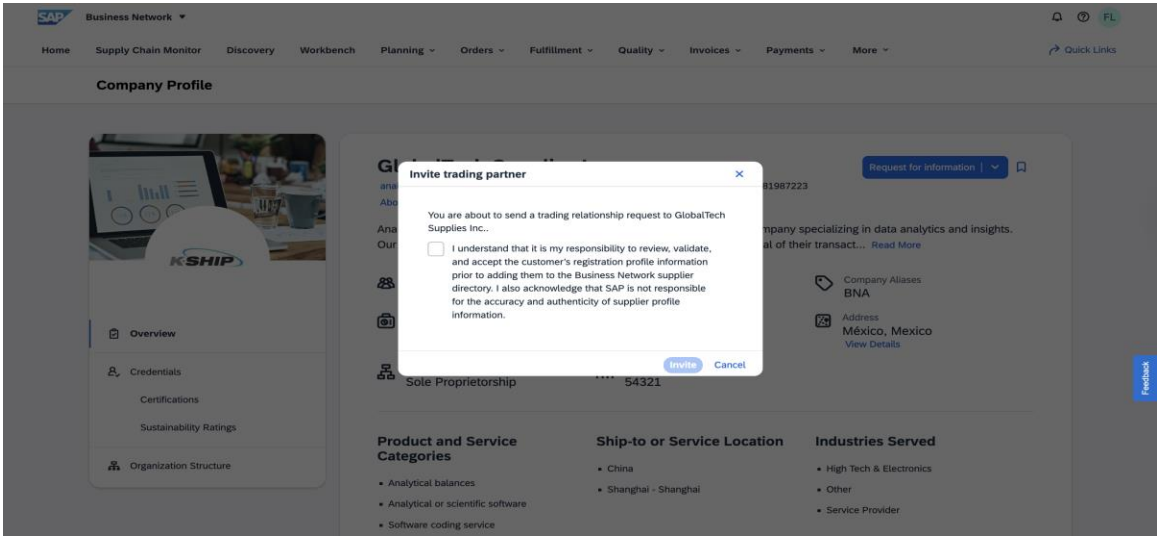 SAP Business Network
FL
Home Supply Chain Monitor Discovery Workbench Planning Orders Fulfillment Quality Invoices Payments More Quick Links
Company Profile
K-SHIP
Overview
Credentials
Certifications
Sustainability Ratings
Organization Structure
Request for information
81987223
specializing in data analytics and insights.
Our
al of their transact... Read More
Company Aliases
BNA
Address
México, Mexico
View Details
Sole Proprietorship
54321
Invite trading partner
You are about to send a trading relationship request to GlobalTech
Supplies Inc..
I understand that it is my responsibility to review, validate,
and accept the customer's registration profile information
prior to adding them to the Business Network supplier
directory. I also acknowledge that SAP is not responsible
for the accuracy and authenticity of supplier profile
information.
Invite Cancel
Product and Service
Categories
• Analytical balances
• Analytical or scientific software
• Software coding service
Ship-to or Service Location
• China
• Shanghai - Shanghai
Industries Served
• High Tech & Electronics
• Other
• Service Provider
Feedback